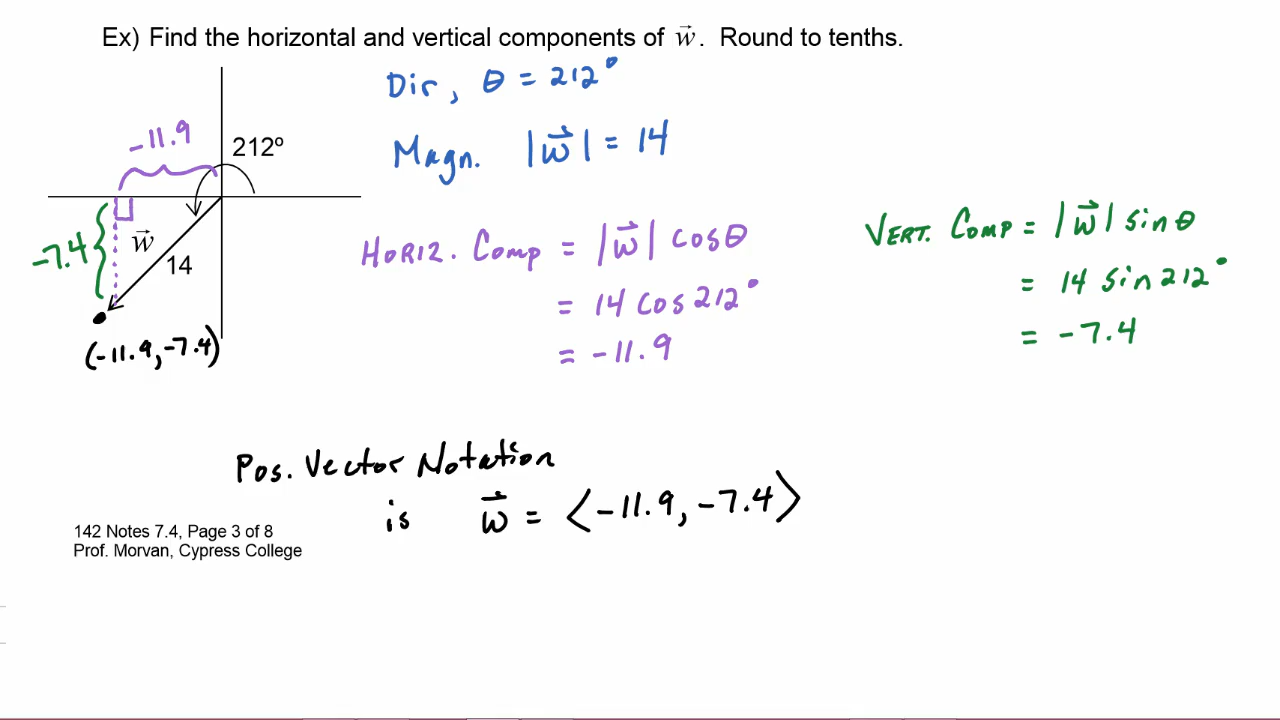 Ex) Find the horizontal and vertical components of w⃗. Round to tenths.
Dir, θ = 212°
Magn. |w⃗| = 14
-11.9
212º
-7.4
w⃗
14
(-11.9, -7.4)
HORIZ. Comp = |w⃗| cosθ
= 14 cos 212°
= -11.9
VERT. Comp = |w⃗| sinθ
= 14 sin 212°
= -7.4
Pos. Vector Notation
is w⃗ = ⟨-11.9, -7.4⟩
142 Notes 7.4, Page 3 of 8
Prof. Morvan, Cypress College